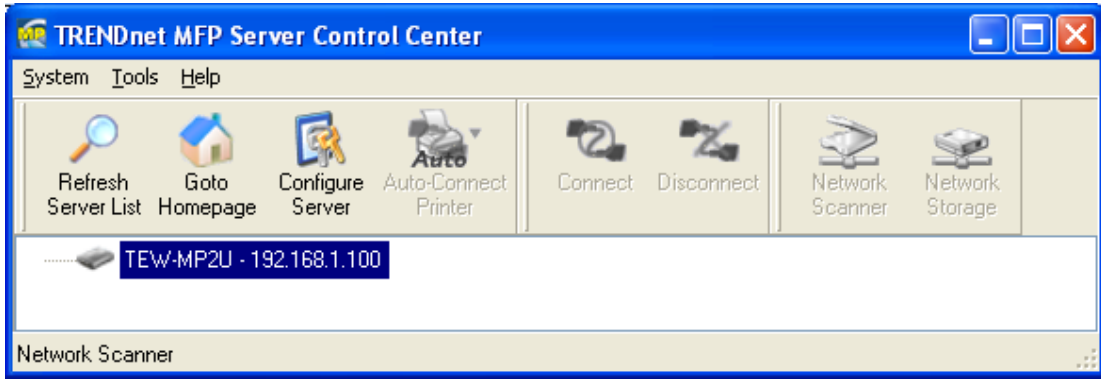 MP TRENDnet MFP Server Control Center
System Tools Help
Refresh Server List
Goto Homepage
Configure Server
Auto
Auto-Connect Printer
Connect
Disconnect
Network Scanner
Network Storage
TEW-MP2U - 192.168.1.100
Network Scanner